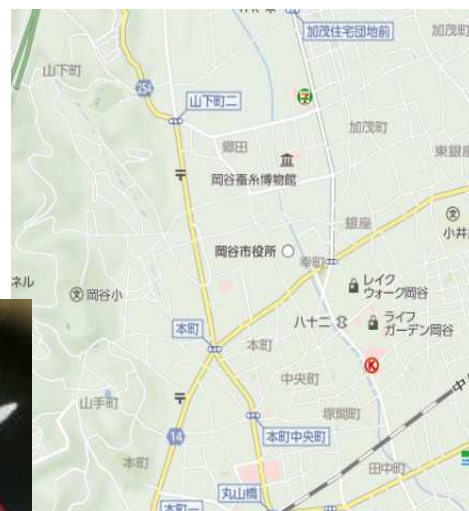 加茂住宅団地前
加茂町
山下町
254
山下町二
加茂町
郷田
東銀座
岡谷蚕糸博物館
銀座
小井
岡谷市役所
幸町
ネル
岡谷小
レイク
ウォーク岡谷
八十二
ライフ
ガーデン岡谷
本町
本町
中央町
山手町
塚間町
14
本町中央町
本町
田中町
丸山橋
本町一